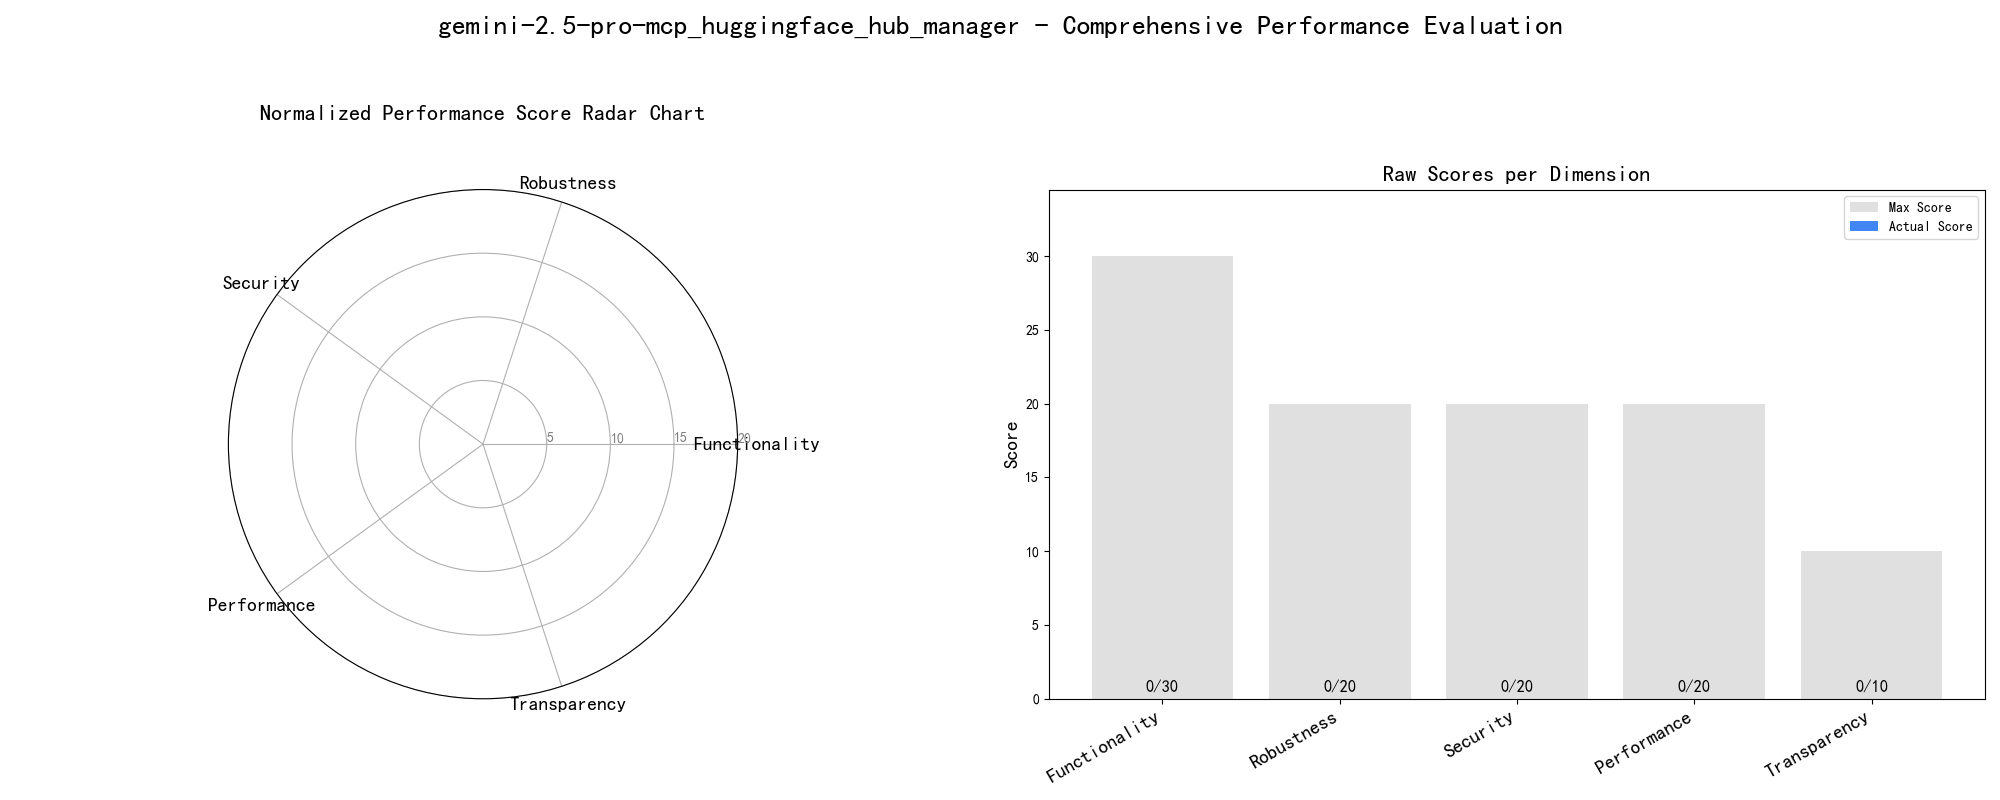 gemini-2.5-pro-mcp_huggingface_hub_manager - Comprehensive Performance Evaluation
Normalized Performance Score Radar Chart
Robustness
Security
Functionality
5
10
15
20
Performance
Transparency
Raw Scores per Dimension
Max Score
Actual Score
Score
30
25
20
15
10
5
0
0/30
0/20
0/20
0/20
0/10
Functionality
Robustness
Security
Performance
Transparency